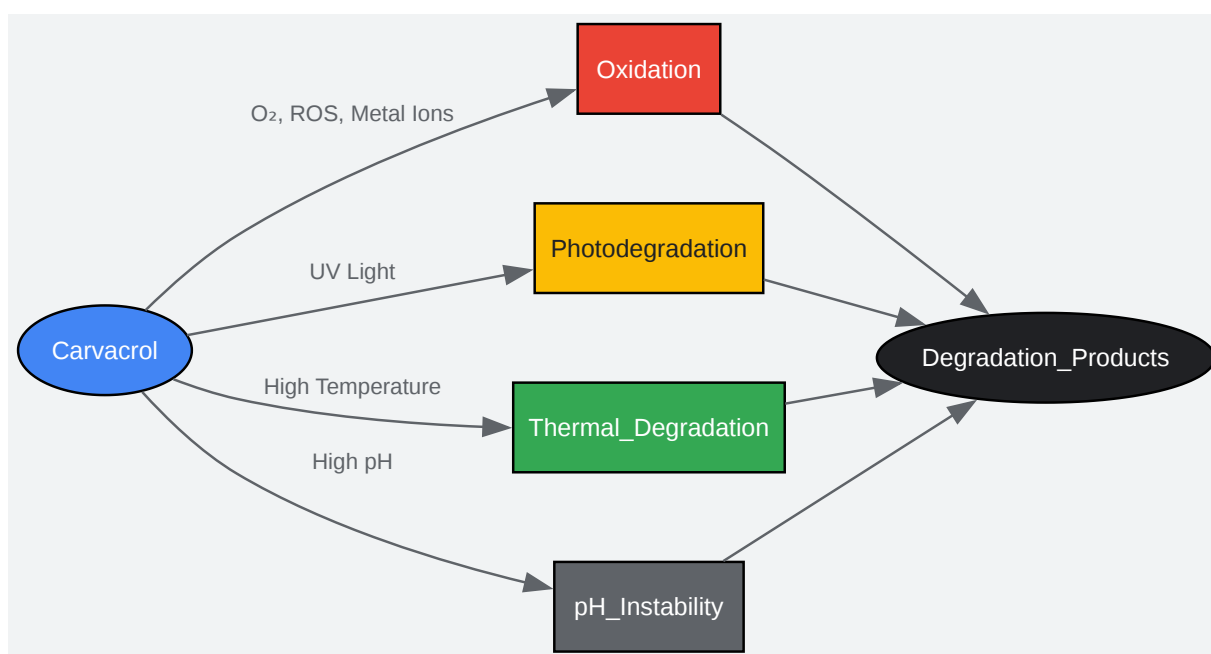 Oxidation
O₂, ROS, Metal Ions
Photodegradation
UV Light
Carvacrol
Degradation_Products
High Temperature
Thermal_Degradation
High pH
pH_Instability